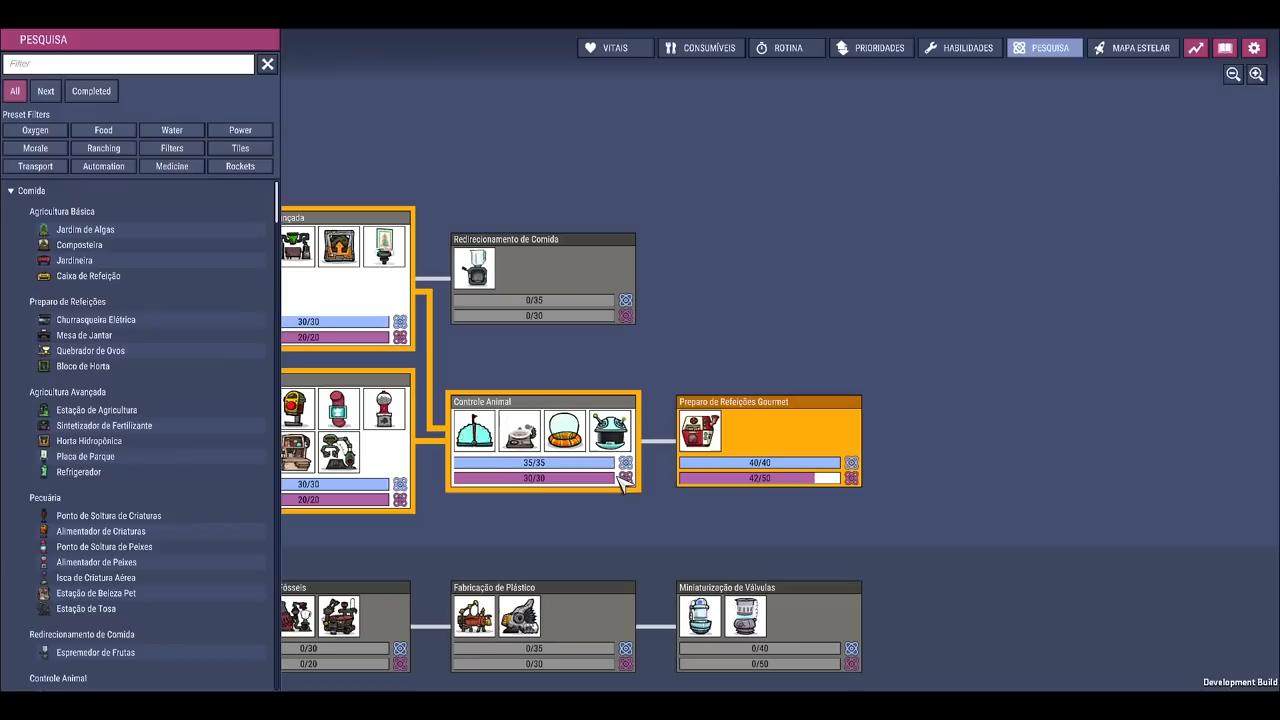 PESQUISA
VITAIS
CONSUMÍVEIS
ROTINA
PRIORIDADES
HABILIDADES
PESQUISA
MAPA ESTELAR
Filter
All
Next
Completed
Preset Filters
Oxygen
Food
Water
Power
Morale
Ranching
Filters
Tiles
Transport
Automation
Medicine
Rockets
Comida
Agricultura Básica
Jardim de Algas
Composteira
Jardineira
Caixa de Refeição
Preparo de Refeições
Churrasqueira Elétrica
Mesa de Jantar
Quebrador de Ovos
Bloco de Horta
Agricultura Avançada
Estação de Agricultura
Sintetizador de Fertilizante
Horta Hidropônica
Placa de Parque
Refrigerador
Pecuária
Ponto de Soltura de Criaturas
Alimentador de Criaturas
Ponto de Soltura de Peixes
Alimentador de Peixes
Isca de Criatura Aérea
Estação de Beleza Pet
Estação de Tosa
Redirecionamento de Comida
Espremedor de Frutas
Controle Animal
nçada
30/30
20/20
Redirecionamento de Comida
0/35
0/30
30/30
20/20
Controle Animal
35/35
30/30
Preparo de Refeições Gourmet
40/40
42/50
Fósseis
0/30
0/20
Fabricação de Plástico
0/35
0/30
Miniaturização de Válvulas
0/40
0/50
Development Build